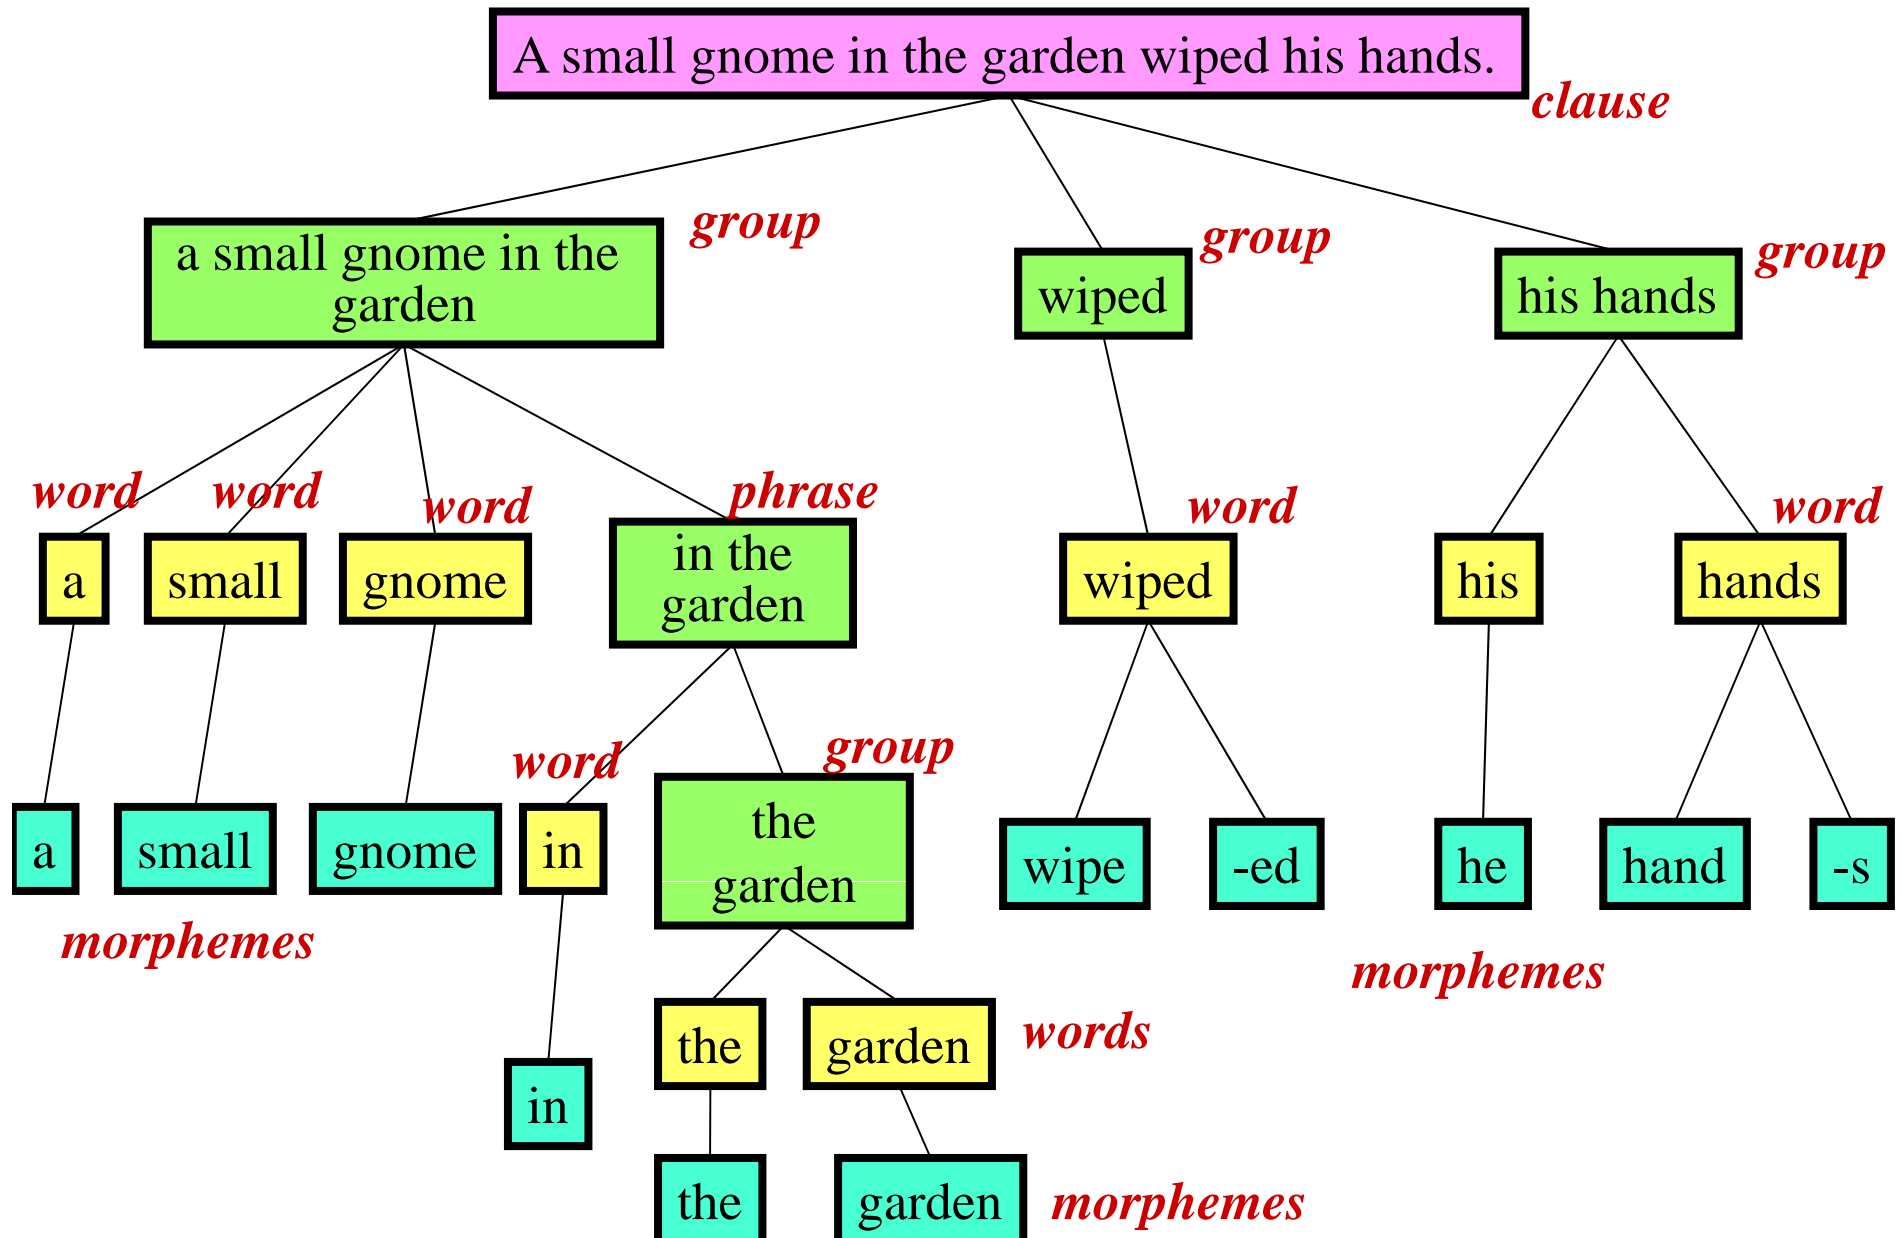 A small gnome in the garden wiped his hands.
clause
group
group
group
a small gnome in the
garden
wiped
his hands
word
word
word
phrase
word
word
a
small
gnome
in the
garden
wiped
his
hands
word
group
a
small
gnome
in
the
garden
wipe
-ed
he
hand
-s
morphemes
morphemes
the
garden
words
in
the
garden
morphemes